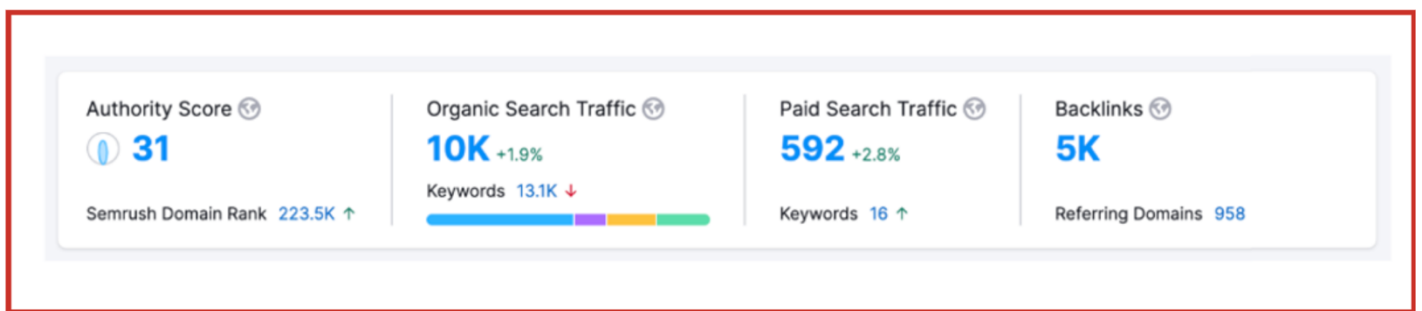 Authority Score
31
Semrush Domain Rank 223.5K ↑
Organic Search Traffic
10K +1.9%
Keywords 13.1K ↓
Paid Search Traffic
592 +2.8%
Keywords 16 ↑
Backlinks
5K
Referring Domains 958